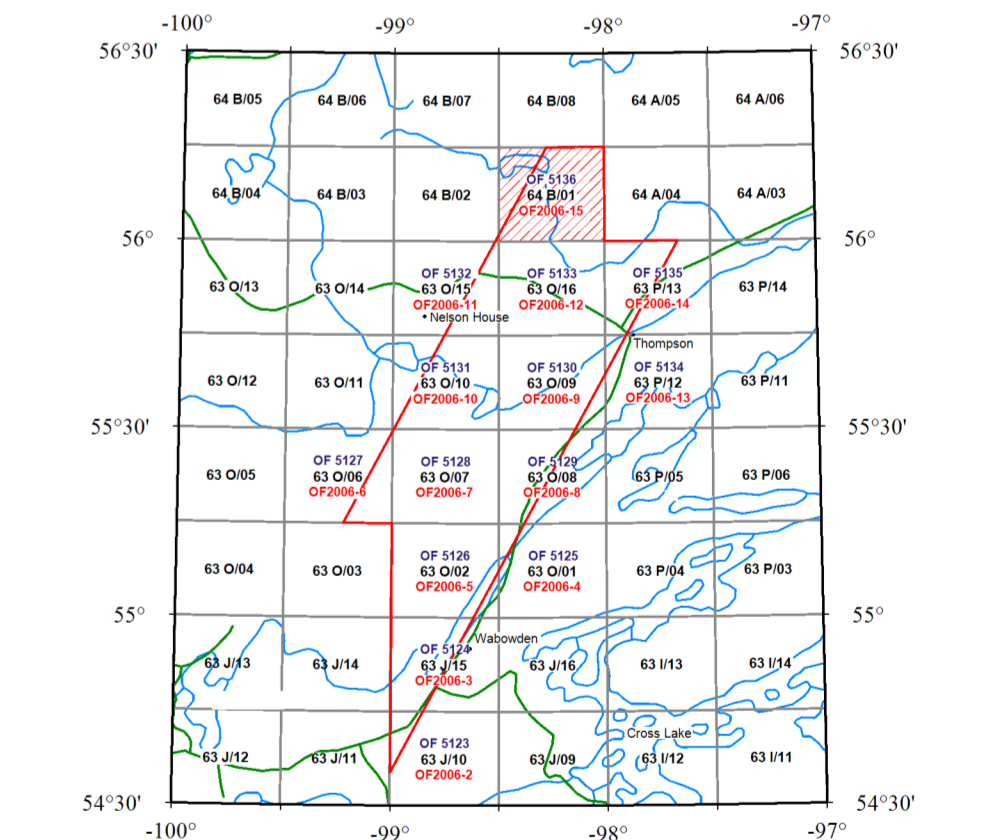 -100° -99° -98° -97°
56°30' 56°30'
64 B/05 64 B/06 64 B/07 64 B/08 64 A/05 64 A/06
OF 5136
64 B/04 64 B/03 64 B/02 64 B/01 64 A/04 64 A/03
OF2006-15
56° 56°
OF 5132 OF 5133 OF 5135
63 O/13 63 O/14 63 O/15 63 O/16 63 P/13 63 P/14
OF2006-11 OF2006-12 OF2006-14
Nelson House
Thompson
OF 5131 OF 5130 OF 5134
63 O/12 63 O/11 63 O/10 63 O/09 63 P/12 63 P/11
OF2006-10 OF2006-9 OF2006-13
55°30' 55°30'
OF 5127 OF 5128 OF 5129
63 O/05 63 O/06 63 O/07 63 O/08 63 P/05 63 P/06
OF2006-6 OF2006-7 OF2006-8
OF 5126 OF 5125
63 O/04 63 O/03 63 O/02 63 O/01 63 P/04 63 P/03
OF2006-5 OF2006-4
55° 55°
Wabowden
OF 5124
63 J/13 63 J/14 63 J/15 63 J/16 63 I/13 63 I/14
OF2006-3
Cross Lake
OF 5123
63 J/12 63 J/11 63 J/10 63 J/09 63 I/12 63 I/11
OF2006-2
54°30' 54°30'
-100° -99° -98° -97°